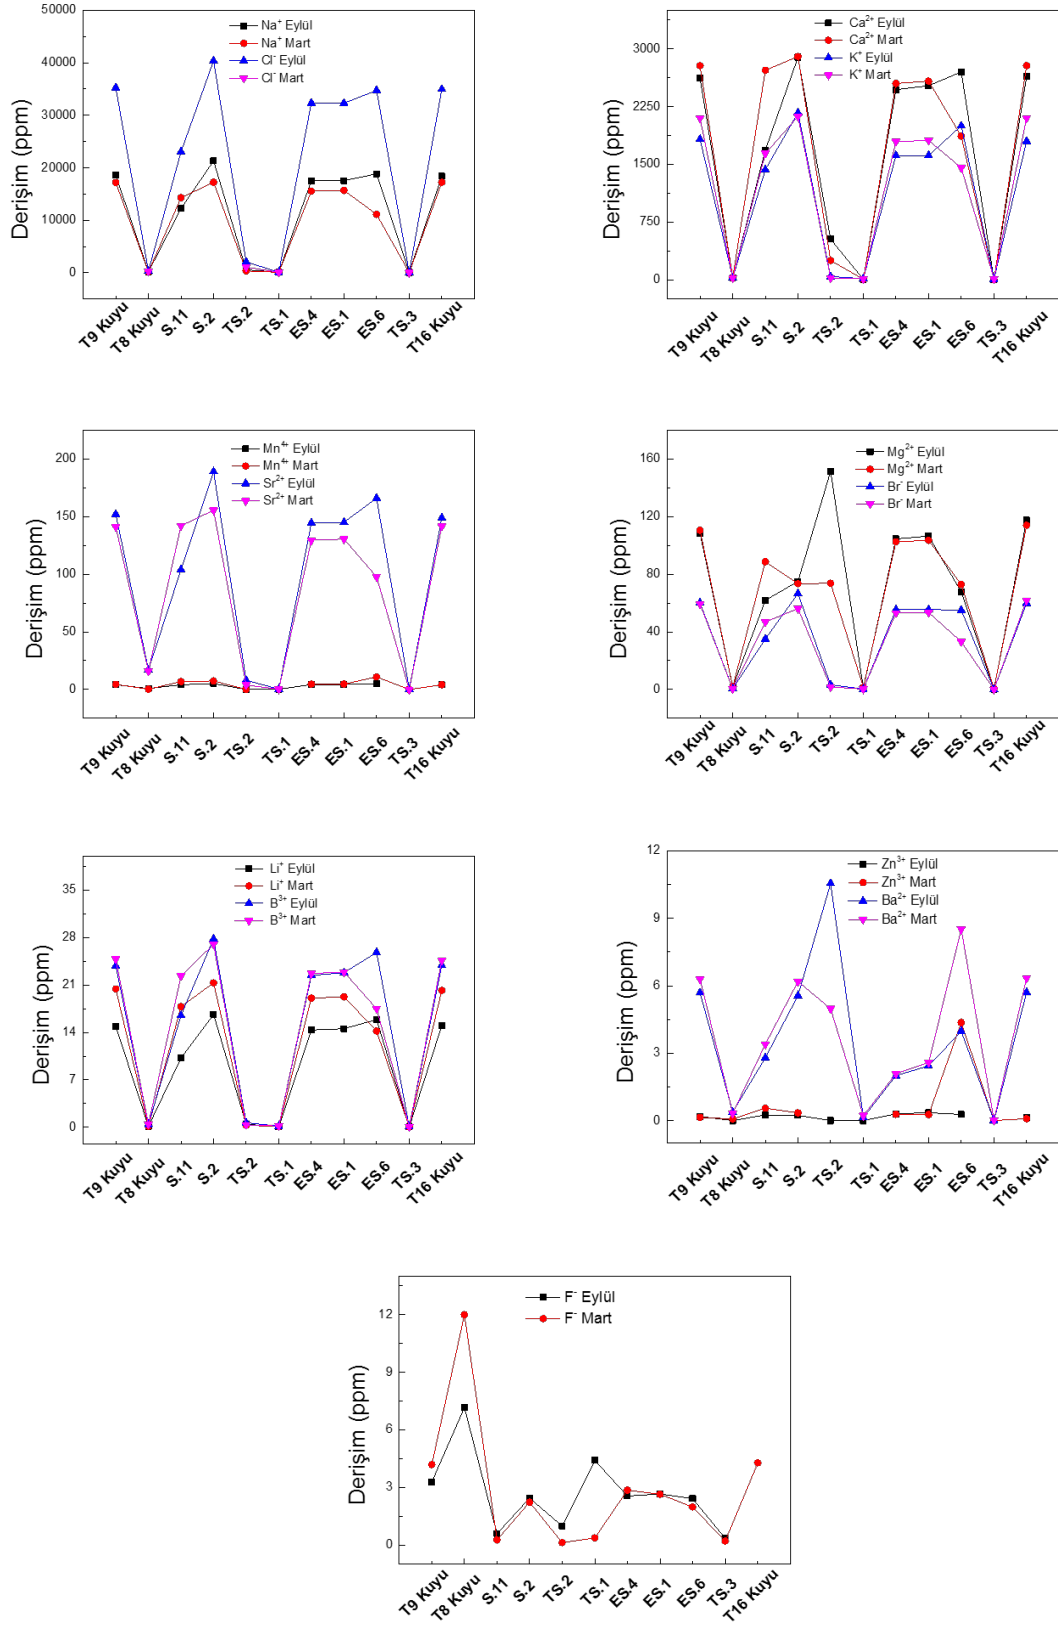 Derişim (ppm)
50000
40000
30000
20000
10000
0
Na⁺ Eylül
Na⁺ Mart
Cl⁻ Eylül
Cl⁻ Mart
T9 Kuyu
T8 Kuyu
S.11
S.2
TS.2
TS.1
ES.4
ES.1
ES.6
TS.3
T16 Kuyu
Derişim (ppm)
3000
2250
1500
750
0
Ca²⁺ Eylül
Ca²⁺ Mart
K⁺ Eylül
K⁺ Mart
T9 Kuyu
T8 Kuyu
S.11
S.2
TS.2
TS.1
ES.4
ES.1
ES.6
TS.3
T16 Kuyu
Derişim (ppm)
200
150
100
50
0
Mn⁴⁺ Eylül
Mn⁴⁺ Mart
Sr²⁺ Eylül
Sr²⁺ Mart
T9 Kuyu
T8 Kuyu
S.11
S.2
TS.2
TS.1
ES.4
ES.1
ES.6
TS.3
T16 Kuyu
Derişim (ppm)
160
120
80
40
0
Mg²⁺ Eylül
Mg²⁺ Mart
Br⁻ Eylül
Br⁻ Mart
T9 Kuyu
T8 Kuyu
S.11
S.2
TS.2
TS.1
ES.4
ES.1
ES.6
TS.3
T16 Kuyu
Derişim (ppm)
35
28
21
14
7
0
Li⁺ Eylül
Li⁺ Mart
B³⁺ Eylül
B³⁺ Mart
T9 Kuyu
T8 Kuyu
S.11
S.2
TS.2
TS.1
ES.4
ES.1
ES.6
TS.3
T16 Kuyu
Derişim (ppm)
12
9
6
3
0
Zn³⁺ Eylül
Zn³⁺ Mart
Ba²⁺ Eylül
Ba²⁺ Mart
T9 Kuyu
T8 Kuyu
S.11
S.2
TS.2
TS.1
ES.4
ES.1
ES.6
TS.3
T16 Kuyu
Derişim (ppm)
12
9
6
3
0
F⁻ Eylül
F⁻ Mart
T9 Kuyu
T8 Kuyu
S.11
S.2
TS.2
TS.1
ES.4
ES.1
ES.6
TS.3
T16 Kuyu